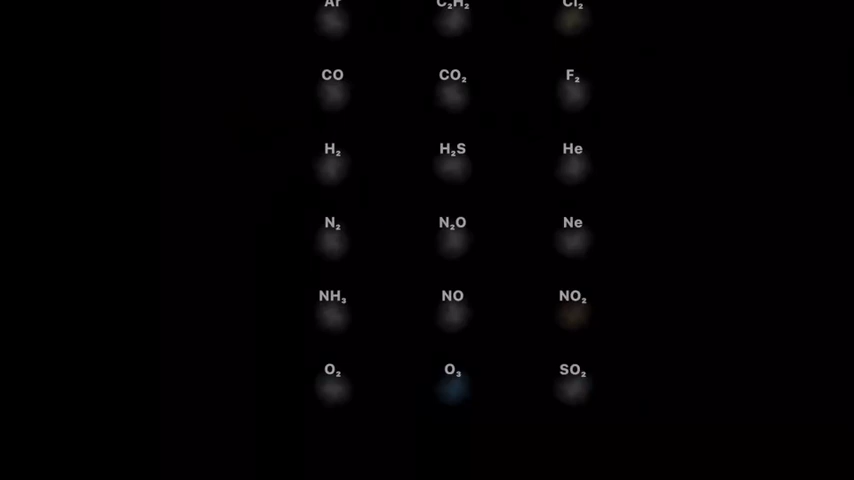 Ar C₂H₂ Cl₂
CO CO₂ F₂
H₂ H₂S He
N₂ N₂O Ne
NH₃ NO NO₂
O₂ O₃ SO₂